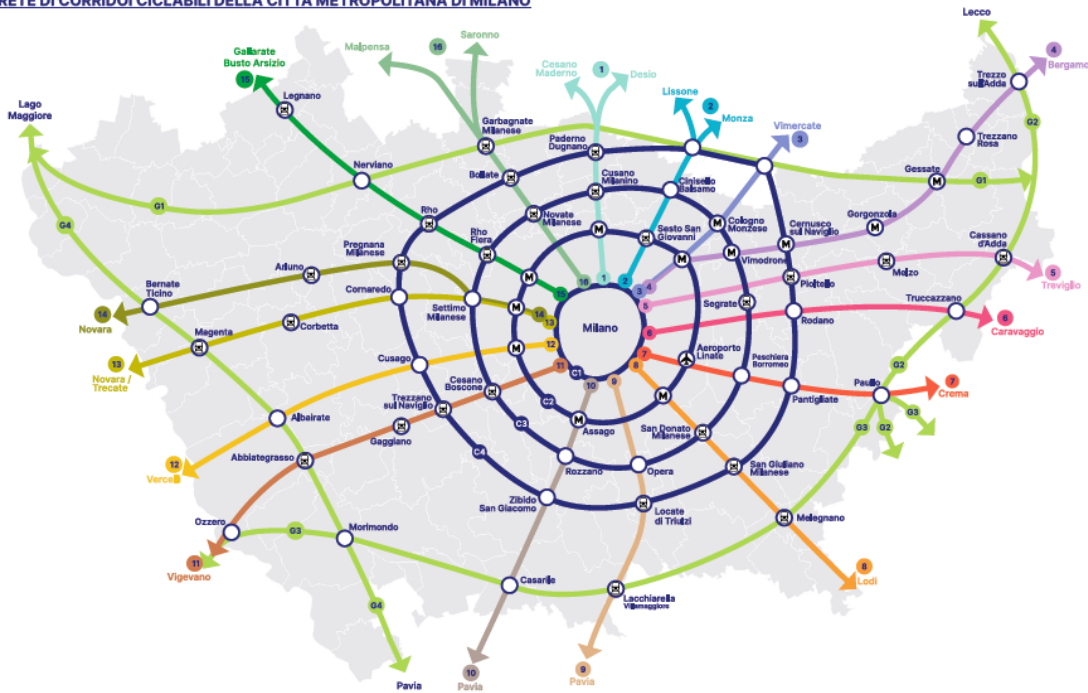 RETE DI CORRIDOI CICLABILI DELLA CITTÀ METROPOLITANA DI MILANO
Lecco
Saronno
16
Malpensa
4
Bergamo
Gallarate
Busto Arsizio
15
Cesano
Maderno
1
Desio
Trezzo
sull'Adda
Legnano
Lissone
2
Monza
Lago
Maggiore
Garbagnate
Milanese
G2
Vimercate
3
Paderno
Dugnano
Trezzano
Rosa
Nerviano
Bollate
Cusano
Milanino
Cinisello
Balsamo
Gessate
M
G1
G1
G4
Rho
Novate
Milanese
Sesto San
Giovanni
Cologno
Monzese
M
Cernusco
sul Naviglio
Gorgonzola
M
Cassano
d'Adda
Pregnana
Milanese
Rho
Fiera
M
M
M
Vimodrone
Melzo
5
Treviglio
Arluno
M
16
1
2
3
4
Pioltello
Bernate
Ticino
Cornaredo
15
5
Segrate
Truccazzano
14
Novara
Settimo
Milanese
M
14
13
Milano
6
Rodano
6
Caravaggio
Magenta
Corbetta
M
12
7
Aeroporto
Linate
Peschiera
Borromeo
13
Novara /
Trecate
Cusago
11
C1
10
9
8
G2
Cesano
Boscone
Pantigliate
Paullo
7
Crema
Trezzano
sul Naviglio
C2
M
Albairate
C3
M
Assago
San Donato
Milanese
G3
G2
G3
Gaggiano
C4
12
Vercelli
Abbiategrasso
Rozzano
Opera
San Giuliano
Milanese
Zibido
San Giacomo
Locate
di Triulzi
Melegnano
Ozzero
G3
Morimondo
11
Vigevano
8
Lodi
Casarile
Lacchiarella
Villamaggiore
G4
10
Pavia
9
Pavia
Pavia